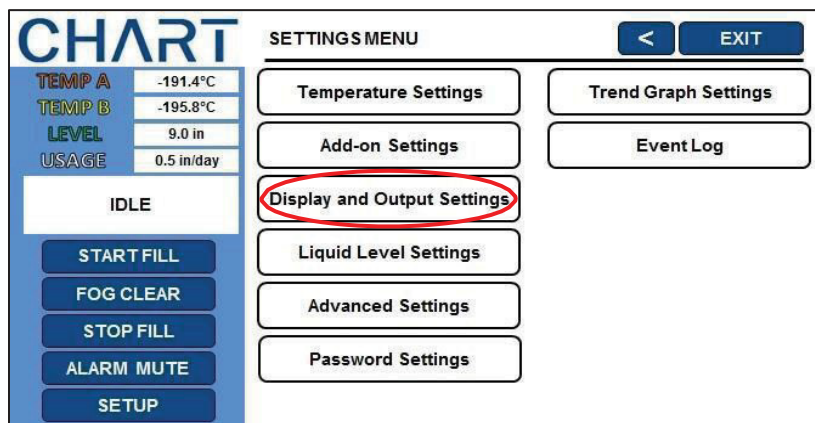 CHART
SETTINGS MENU
<
EXIT
TEMP A -191.4°C
TEMP B -195.8°C
LEVEL 9.0 in
USAGE 0.5 in/day
IDLE
START FILL
FOG CLEAR
STOP FILL
ALARM MUTE
SETUP
Temperature Settings
Add-on Settings
Display and Output Settings
Liquid Level Settings
Advanced Settings
Password Settings
Trend Graph Settings
Event Log